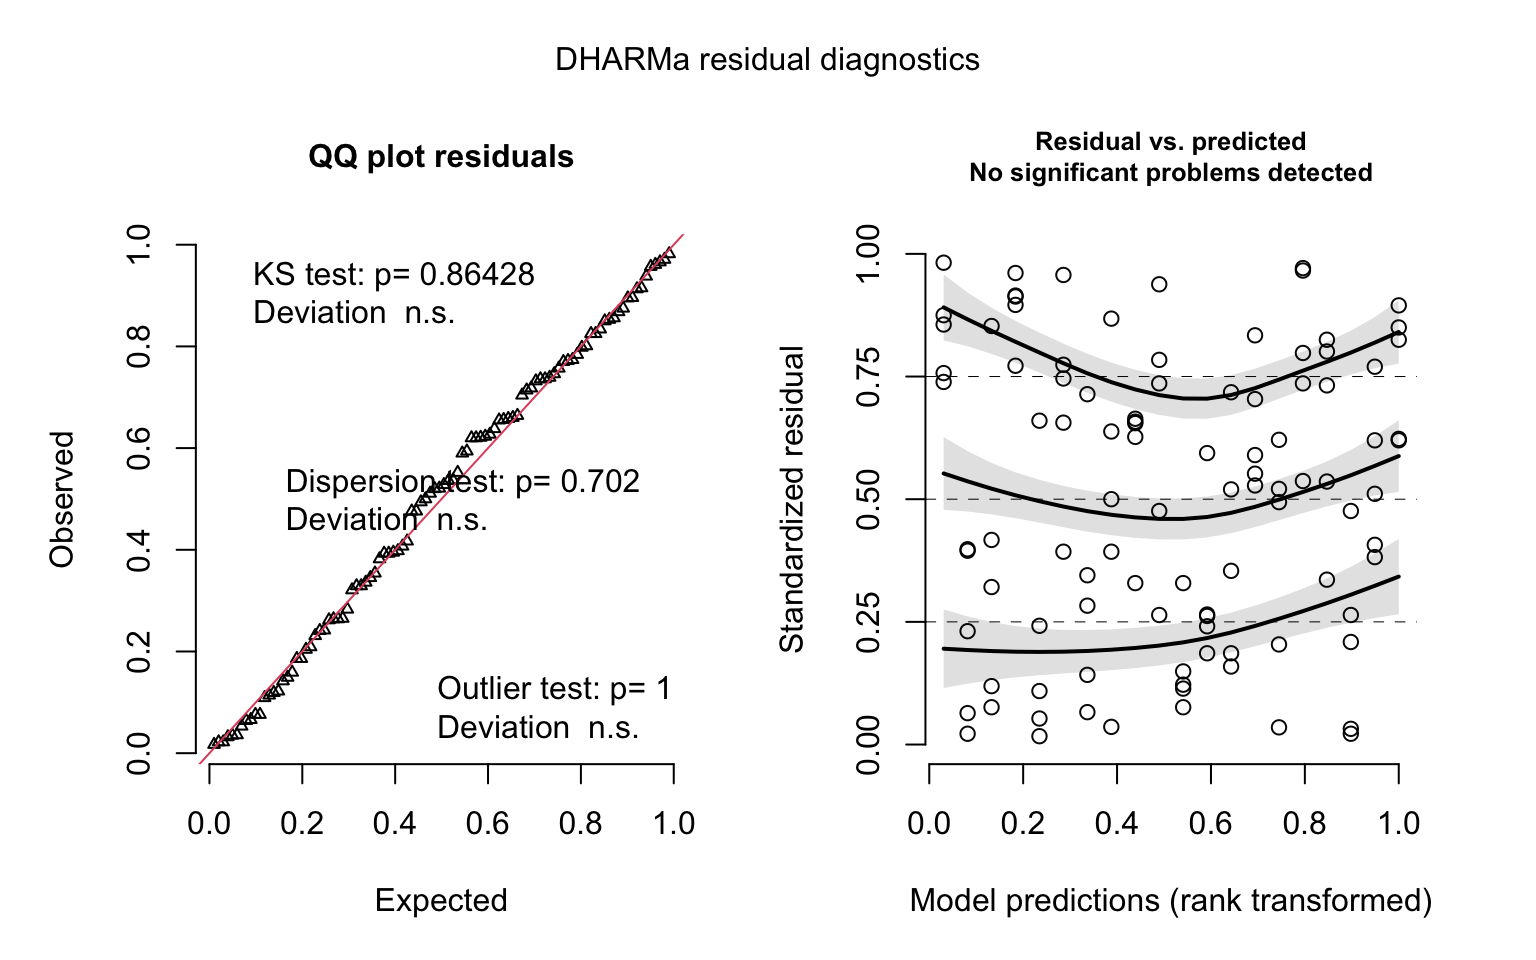 DHARMa residual diagnostics
QQ plot residuals
KS test: p= 0.86428
Deviation  n.s.
Dispersion test: p= 0.702
Deviation  n.s.
Outlier test: p= 1
Deviation  n.s.
Observed
0.0 0.2 0.4 0.6 0.8 1.0
0.0 0.2 0.4 0.6 0.8 1.0
Expected
Residual vs. predicted
No significant problems detected
Standardized residual
0.00 0.25 0.50 0.75 1.00
0.0 0.2 0.4 0.6 0.8 1.0
Model predictions (rank transformed)